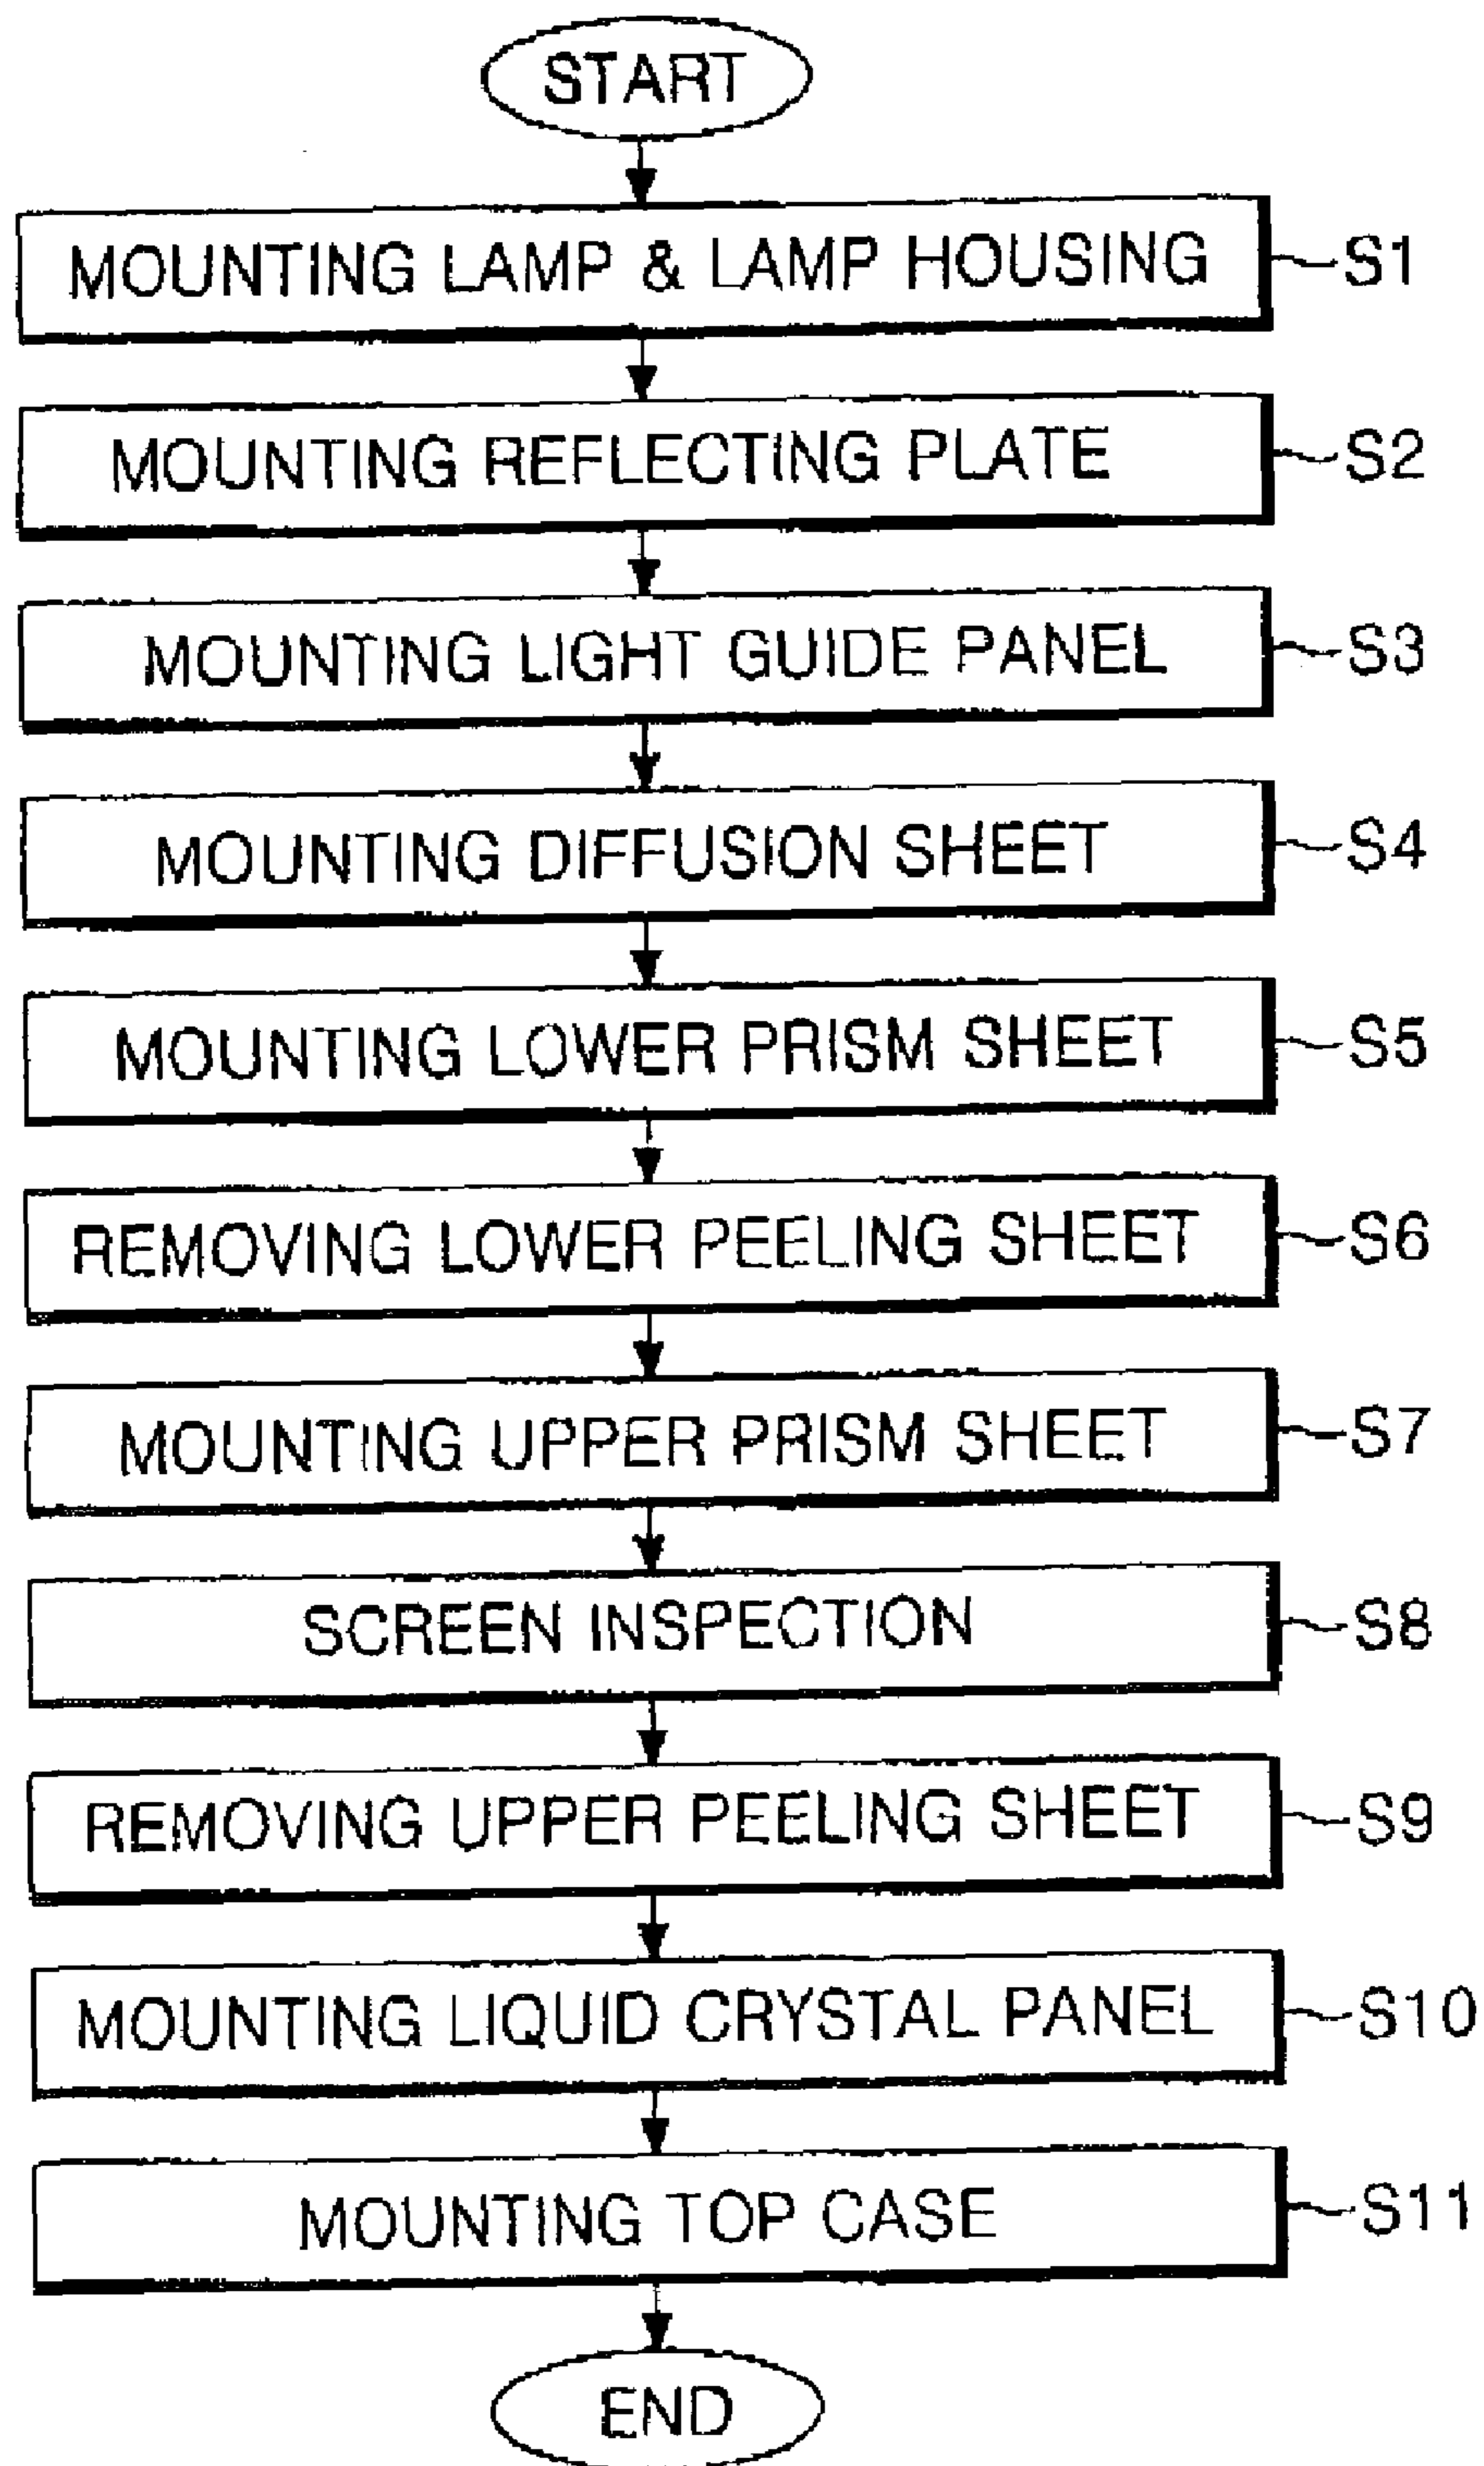 START
MOUNTING LAMP & LAMP HOUSING S1
MOUNTING REFLECTING PLATE S2
MOUNTING LIGHT GUIDE PANEL S3
MOUNTING DIFFUSION SHEET S4
MOUNTING LOWER PRISM SHEET S5
REMOVING LOWER PEELING SHEET S6
MOUNTING UPPER PRISM SHEET S7
SCREEN INSPECTION S8
REMOVING UPPER PEELING SHEET S9
MOUNTING LIQUID CRYSTAL PANEL S10
MOUNTING TOP CASE S11
END